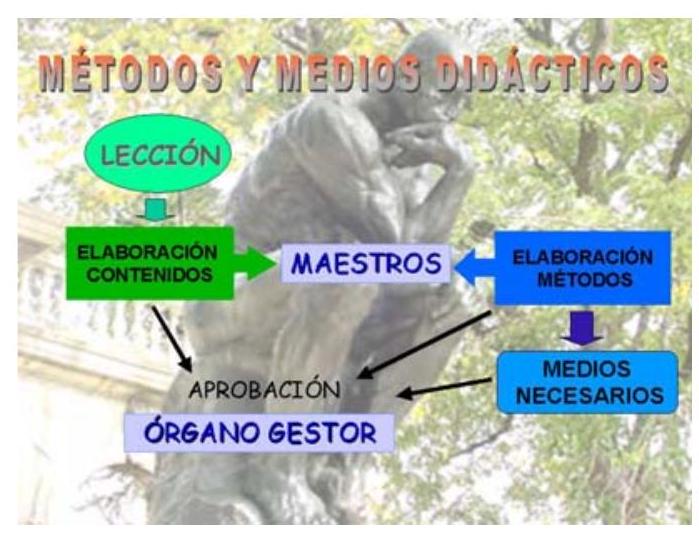 MÉTODOS Y MEDIOS DIDÁCTICOS
LECCIÓN
ELABORACIÓN
CONTENIDOS
MAESTROS
ELABORACIÓN
MÉTODOS
MEDIOS
NECESARIOS
APROBACIÓN
ÓRGANO GESTOR